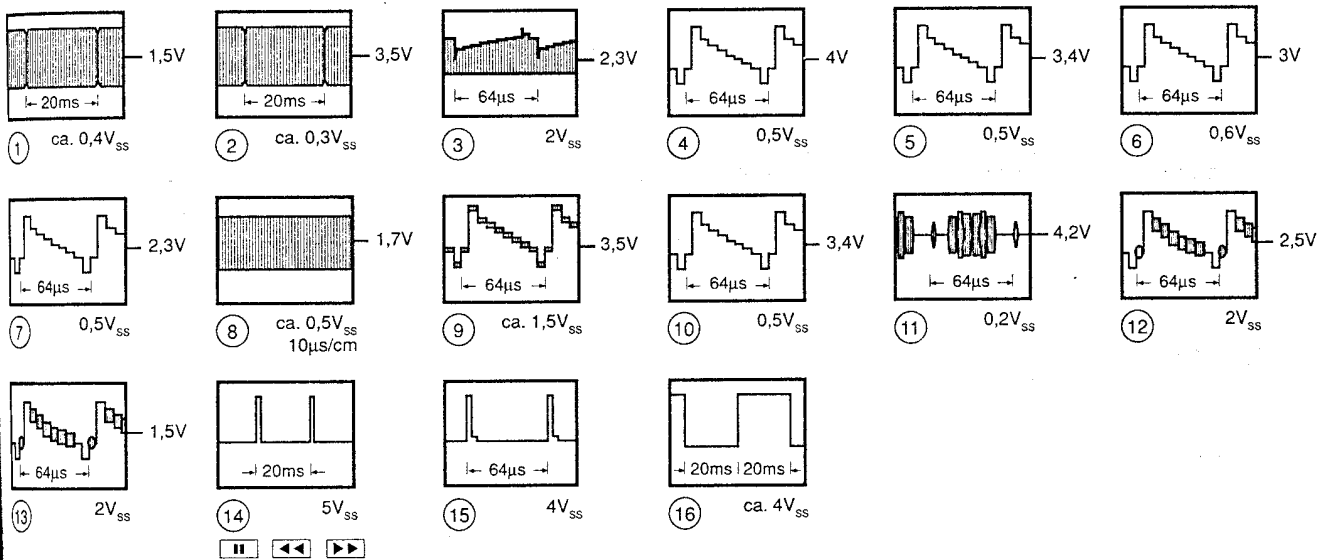 1,5V
20ms
1 ca. 0,4Vss
3,5V
20ms
2 ca. 0,3Vss
2,3V
64µs
3 2Vss
4V
64µs
4 0,5Vss
3,4V
64µs
5 0,5Vss
3V
64µs
6 0,6Vss
2,3V
64µs
7 0,5Vss
1,7V
8 ca. 0,5Vss
10µs/cm
3,5V
64µs
9 ca. 1,5Vss
3,4V
64µs
10 0,5Vss
4,2V
64µs
11 0,2Vss
2,5V
64µs
12 2Vss
1,5V
64µs
13 2Vss
20ms
14 5Vss
64µs
15 4Vss
20ms 20ms
16 ca. 4Vss